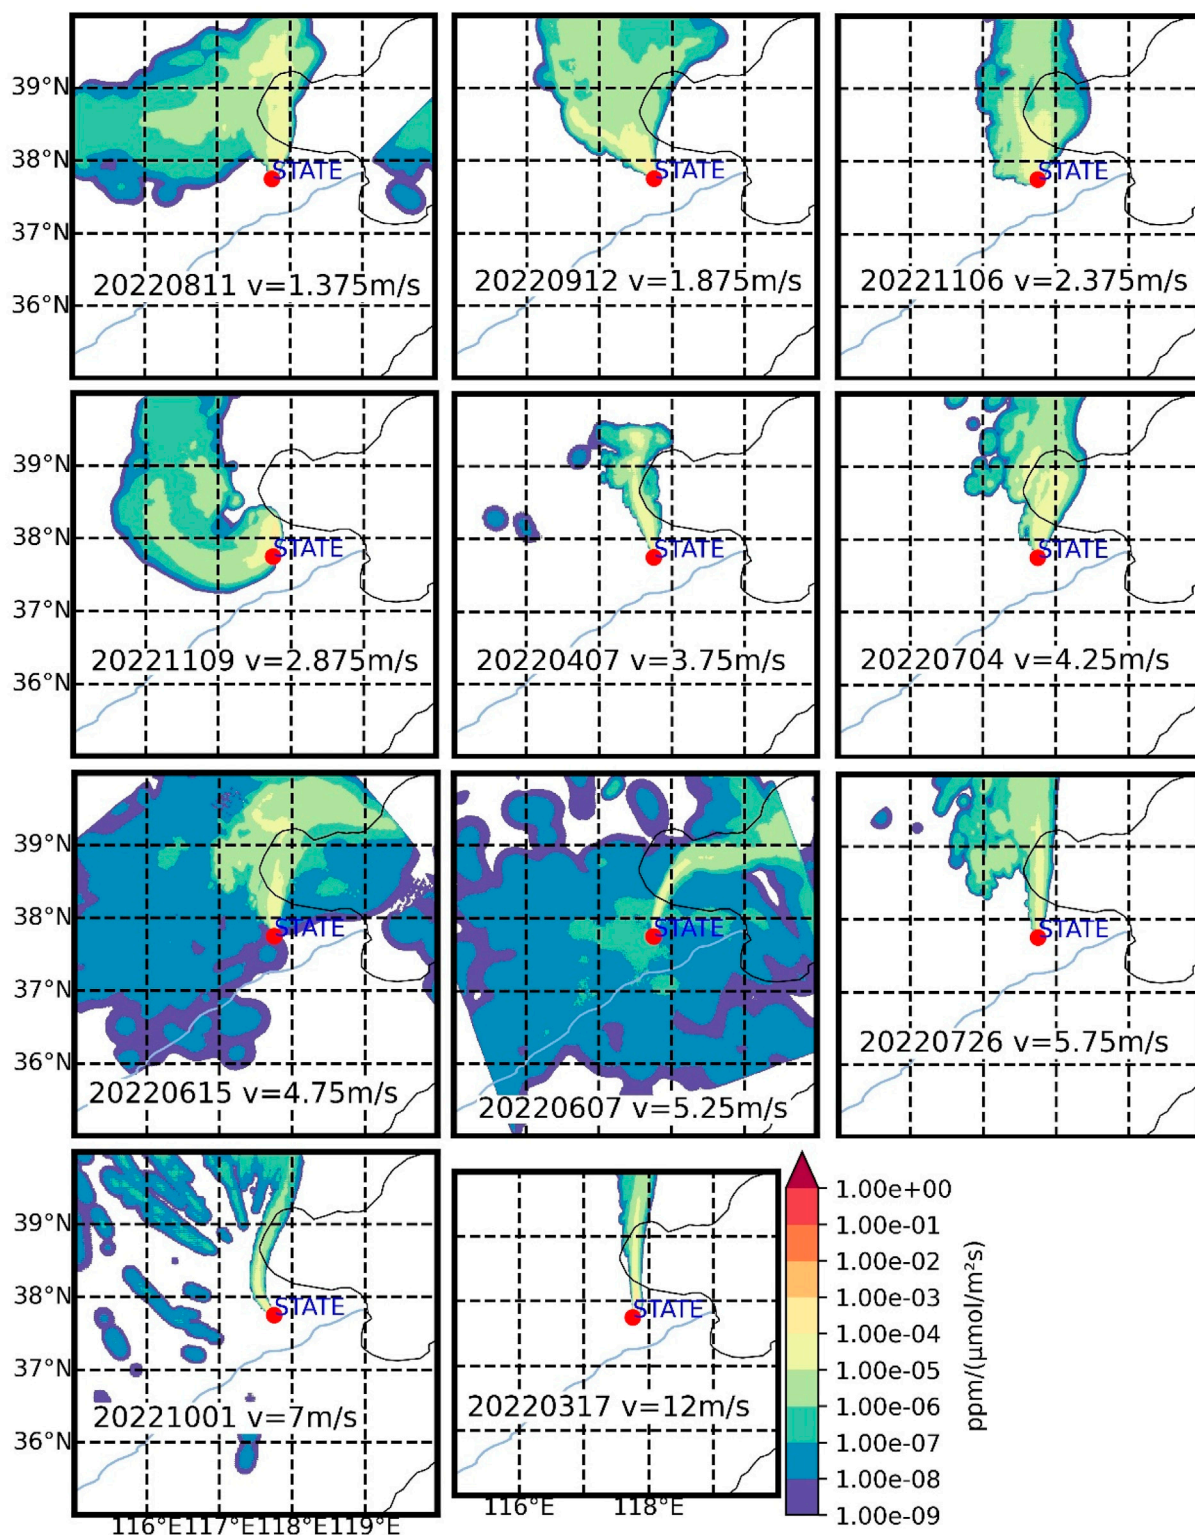 39°N
38°N
37°N
36°N
STATE
20220811 v=1.375m/s
STATE
20220912 v=1.875m/s
STATE
20221106 v=2.375m/s
39°N
38°N
37°N
36°N
STATE
20221109 v=2.875m/s
STATE
20220407 v=3.75m/s
STATE
20220704 v=4.25m/s
39°N
38°N
37°N
36°N
STATE
20220615 v=4.75m/s
STATE
20220607 v=5.25m/s
STATE
20220726 v=5.75m/s
39°N
38°N
37°N
36°N
STATE
20221001 v=7m/s
116°E 117°E 118°E 119°E
STATE
20220317 v=12m/s
116°E 118°E
1.00e+00
1.00e-01
1.00e-02
1.00e-03
1.00e-04
1.00e-05
1.00e-06
1.00e-07
1.00e-08
1.00e-09
ppm/(μmol/m²s)